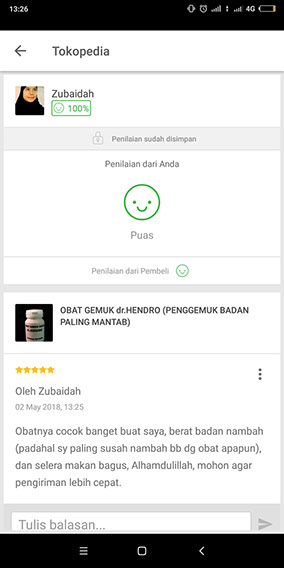 13:26
4G
Tokopedia
Zubaidah
100%
Penilaian sudah disimpan
Penilaian dari Anda
Puas
Penilaian dari Pembeli
OBAT GEMUK dr.HENDRO (PENGGEMUK BADAN
PALING MANTAB)
Oleh Zubaidah
02 May 2018, 13:25
Obatnya cocok banget buat saya, berat badan nambah
(padahal sy paling susah nambah bb dg obat apapun),
dan selera makan bagus, Alhamdulillah, mohon agar
pengiriman lebih cepat.
Tulis balasan...